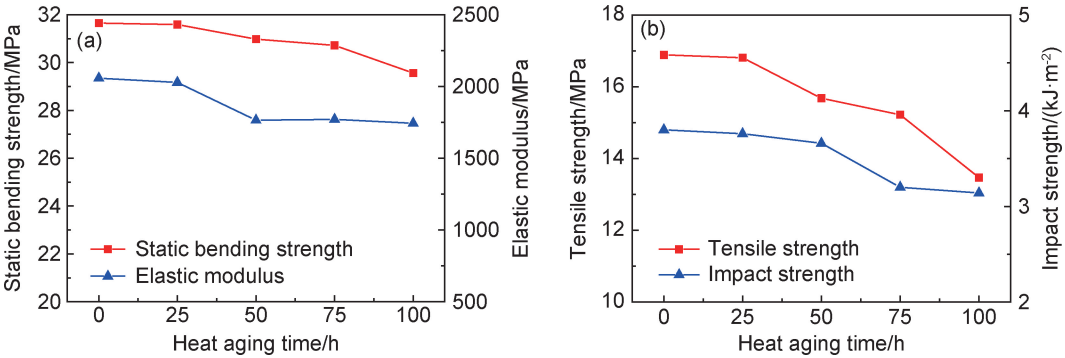 (a)
Static bending strength/MPa
32
30
28
26
24
22
20
2500
2000
1500
1000
500
Elastic modulus/MPa
Static bending strength
Elastic modulus
0 25 50 75 100
Heat aging time/h
(b)
Tensile strength/MPa
18
16
14
12
10
5
4
3
2
Impact strength/(kJ·m⁻²)
Tensile strength
Impact strength
0 25 50 75 100
Heat aging time/h